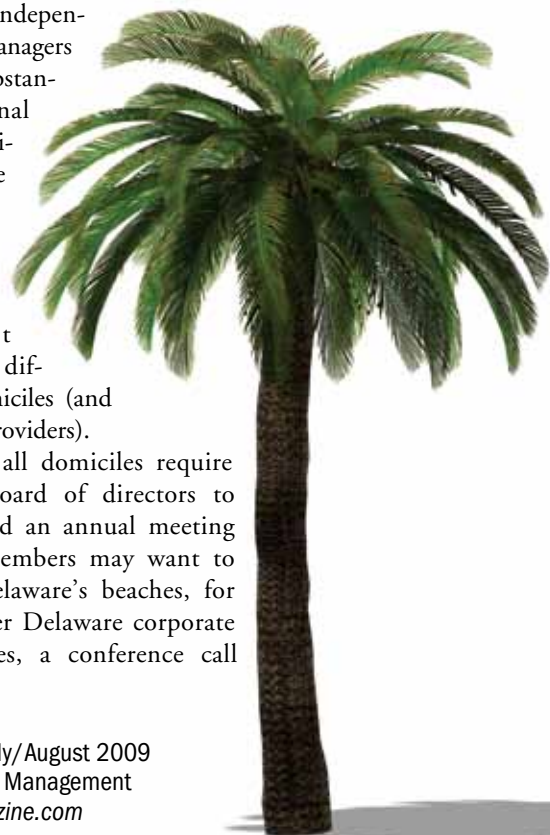 ndepen-
anagers
ostan-
nal
i-
e
t
dif-
niciles (and
roviders).
all domiciles require
oard of directors to
d an annual meeting
embers may want to
elaware's beaches, for
er Delaware corporate
es, a conference call
ly/August 2009
Management
zine.com